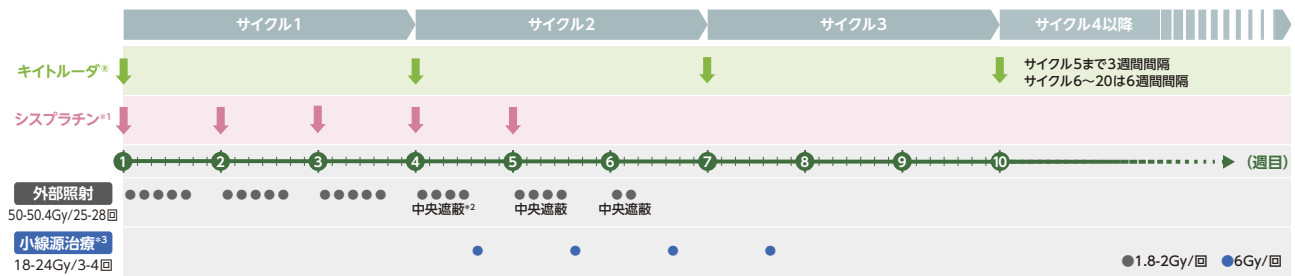 サイクル1 サイクル2 サイクル3 サイクル4以降
キイトルーダ® サイクル5まで3週間間隔
サイクル6〜20は6週間間隔
シスプラチン*1
1 2 3 4 5 6 7 8 9 10 (週目)
外部照射
50-50.4Gy/25-28回
中央遮蔽*2 中央遮蔽 中央遮蔽
小線源治療*3
18-24Gy/3-4回
●1.8-2Gy/回 ●6Gy/回